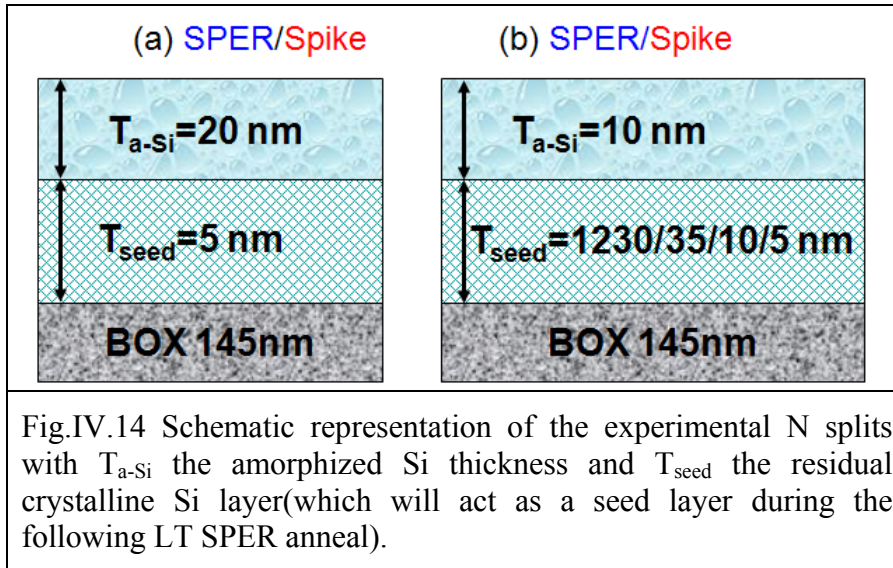 (a) SPER/Spike
(b) SPER/Spike
Ta-Si=20 nm
Ta-Si=10 nm
Tseed=5 nm
Tseed=1230/35/10/5 nm
BOX 145nm
BOX 145nm
Fig.IV.14 Schematic representation of the experimental N splits
with Ta-Si the amorphized Si thickness and Tseed the residual
crystalline Si layer(which will act as a seed layer during the
following LT SPER anneal).